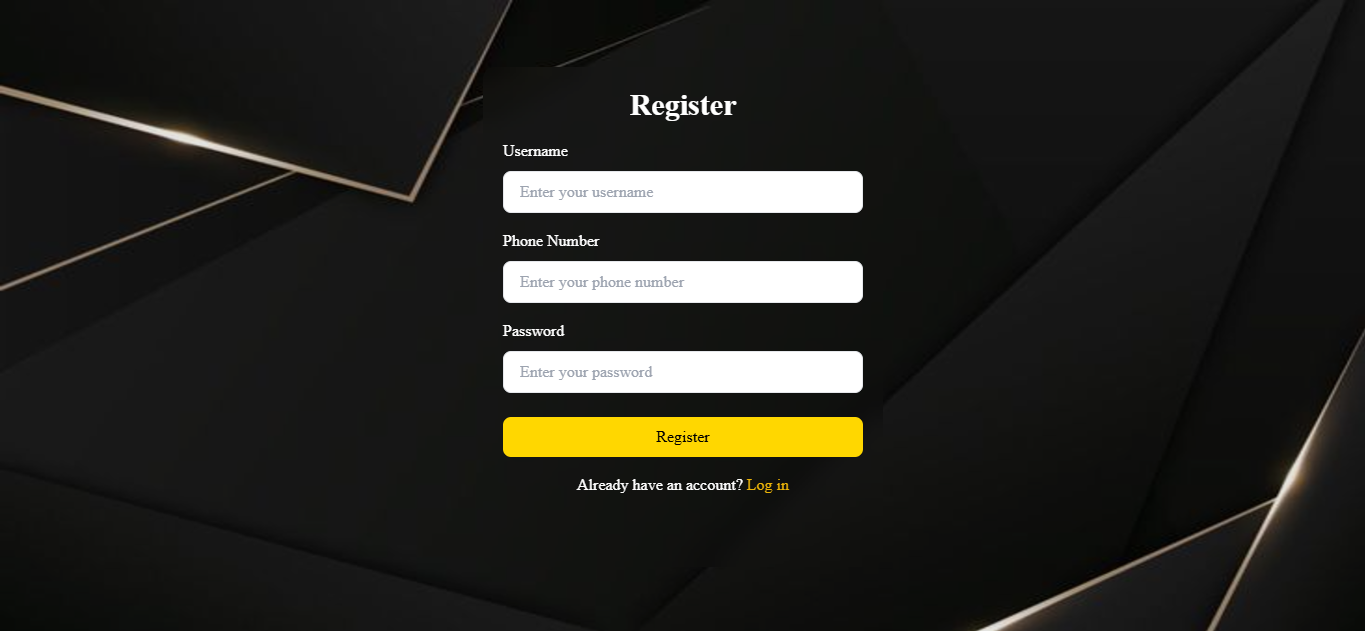 Register
Username
Enter your username
Phone Number
Enter your phone number
Password
Enter your password
Register
Already have an account? Log in